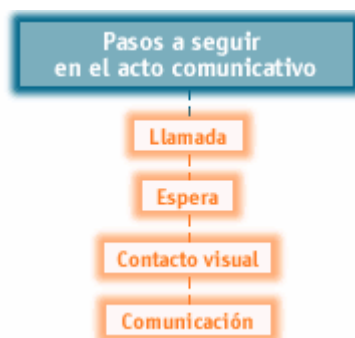 Pasos a seguir
en el acto comunicativo
Llamada
Espera
Contacto visual
Comunicación